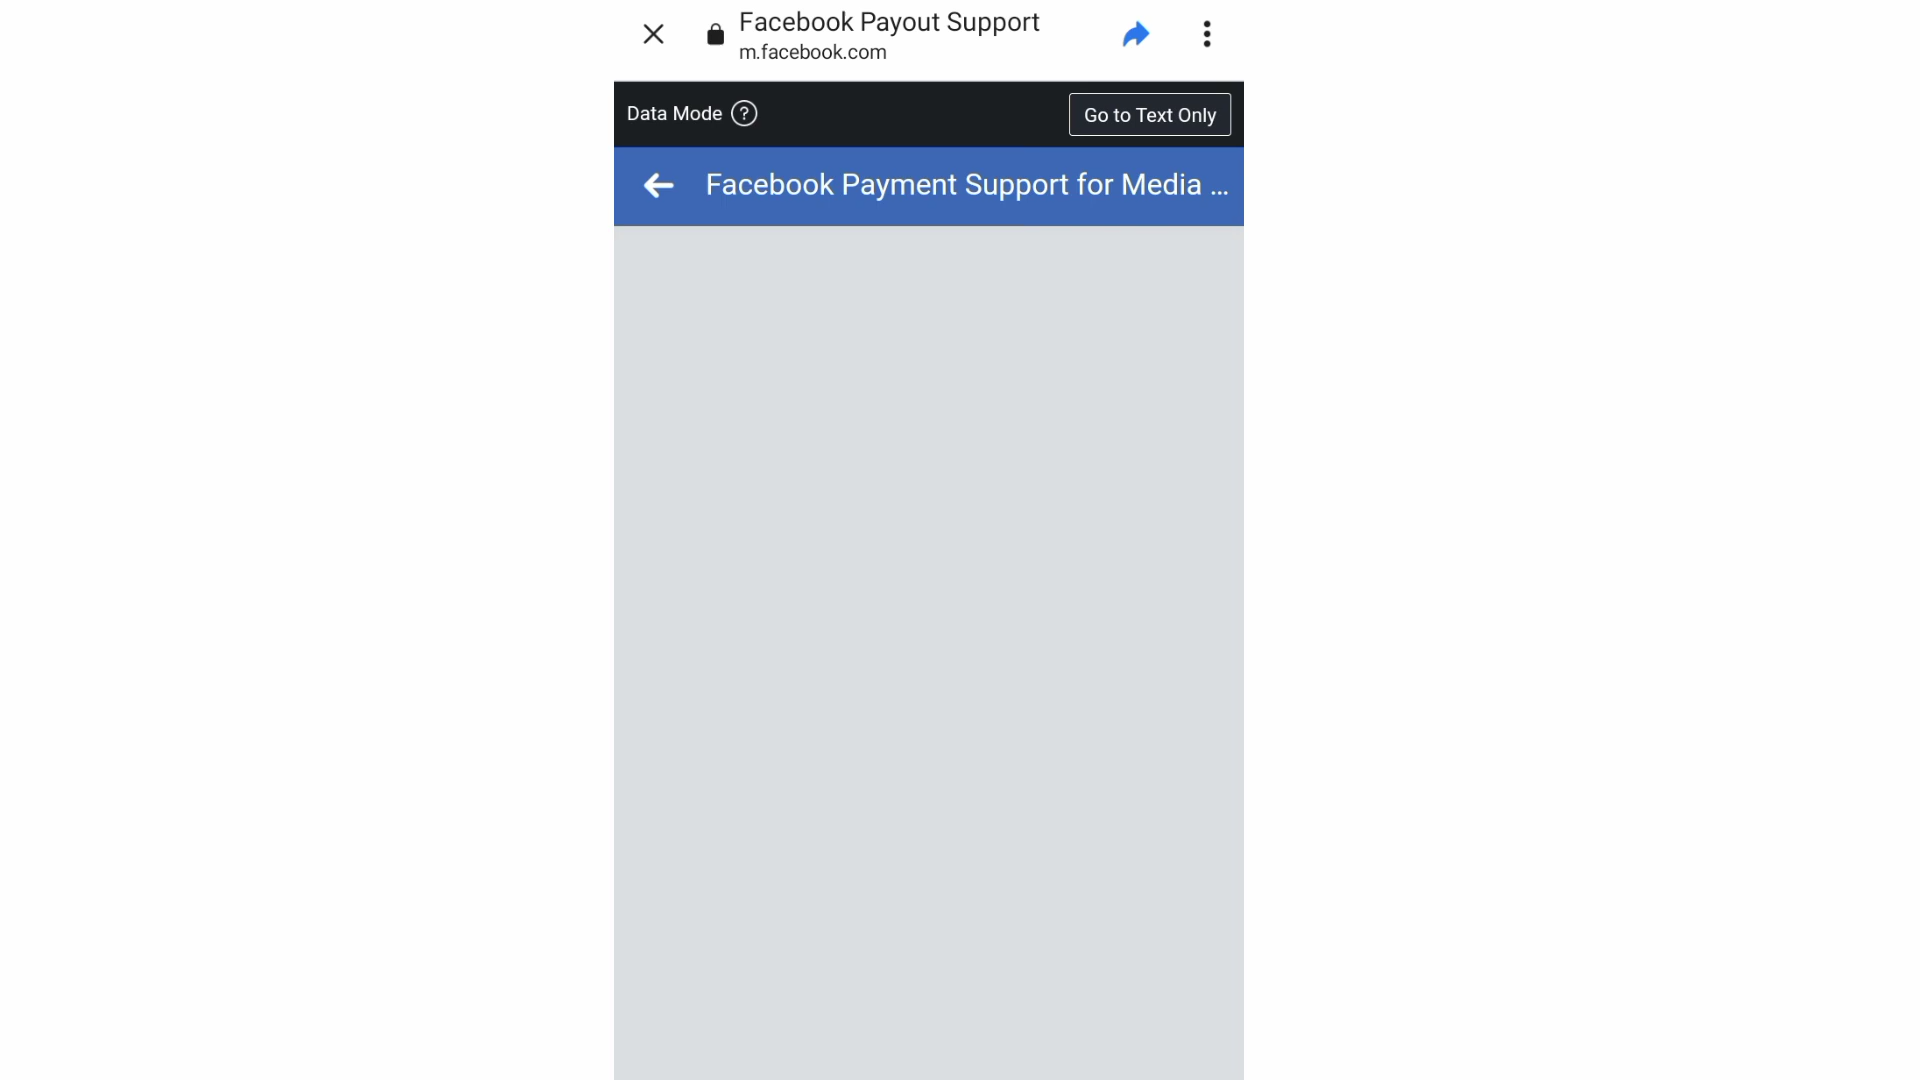 Facebook Payout Support
m.facebook.com
Data Mode ?
Go to Text Only
Facebook Payment Support for Media ...